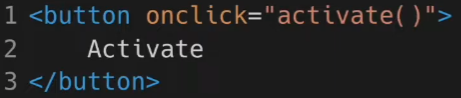 1 <button onclick="activate()">
2     Activate
3 </button>